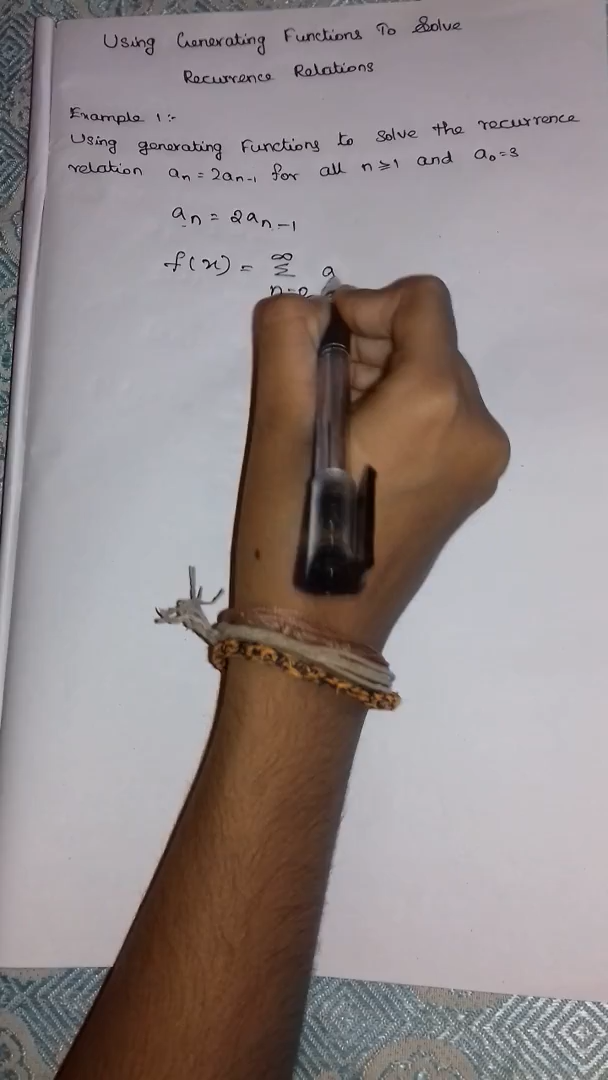 Using Generating Functions To Solve
Recurrence Relations
Example 1:-
Using generating Functions to solve the recurrence
relation aₙ = 2aₙ₋₁ for all n≥1 and a₀=3
aₙ = 2aₙ₋₁
f(x) = ∞ Σ n=0 a